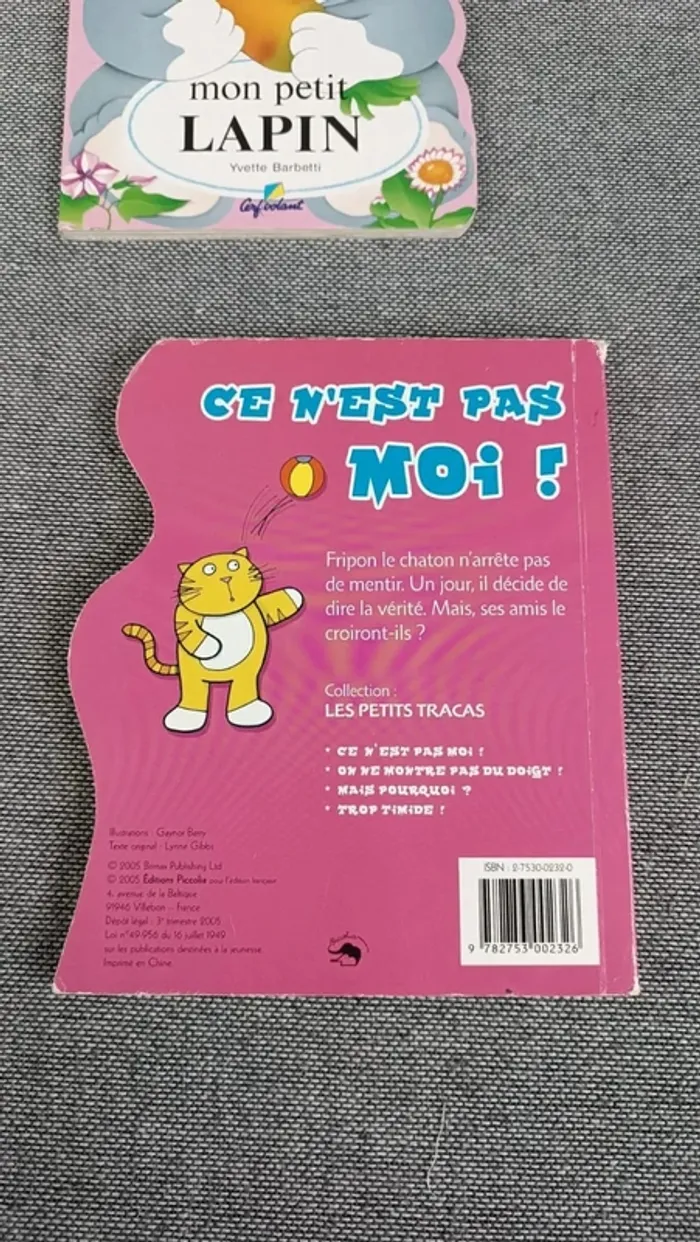 mon petit
LAPIN
Yvette Barbetti
Cerf volant
CE N'EST PAS
MOi !
Fripon le chaton n'arrête pas
de mentir. Un jour, il décide de
dire la vérité. Mais, ses amis le
croiront-ils ?
Collection :
LES PETITS TRACAS
• CE N'EST PAS MOi !
• ON NE MONTRE PAS DU DOiGT !
• MAiS POURQUOi ?
• TROP TiMiDE !
Illustrations : Gaynor Berry
Texte original : Lynne Gibbs
© 2005 Brimax Publishing Ltd
© 2005 Éditions Piccolia pour l'édition française
4, avenue de la Baltique
91946 Villebon - France
Dépôt légal : 3e trimestre 2005
Loi n°49-956 du 16 juillet 1949
sur les publications destinées à la jeunesse.
Imprimé en Chine.
ISBN : 2-7530-0232-0
9 782753 002326